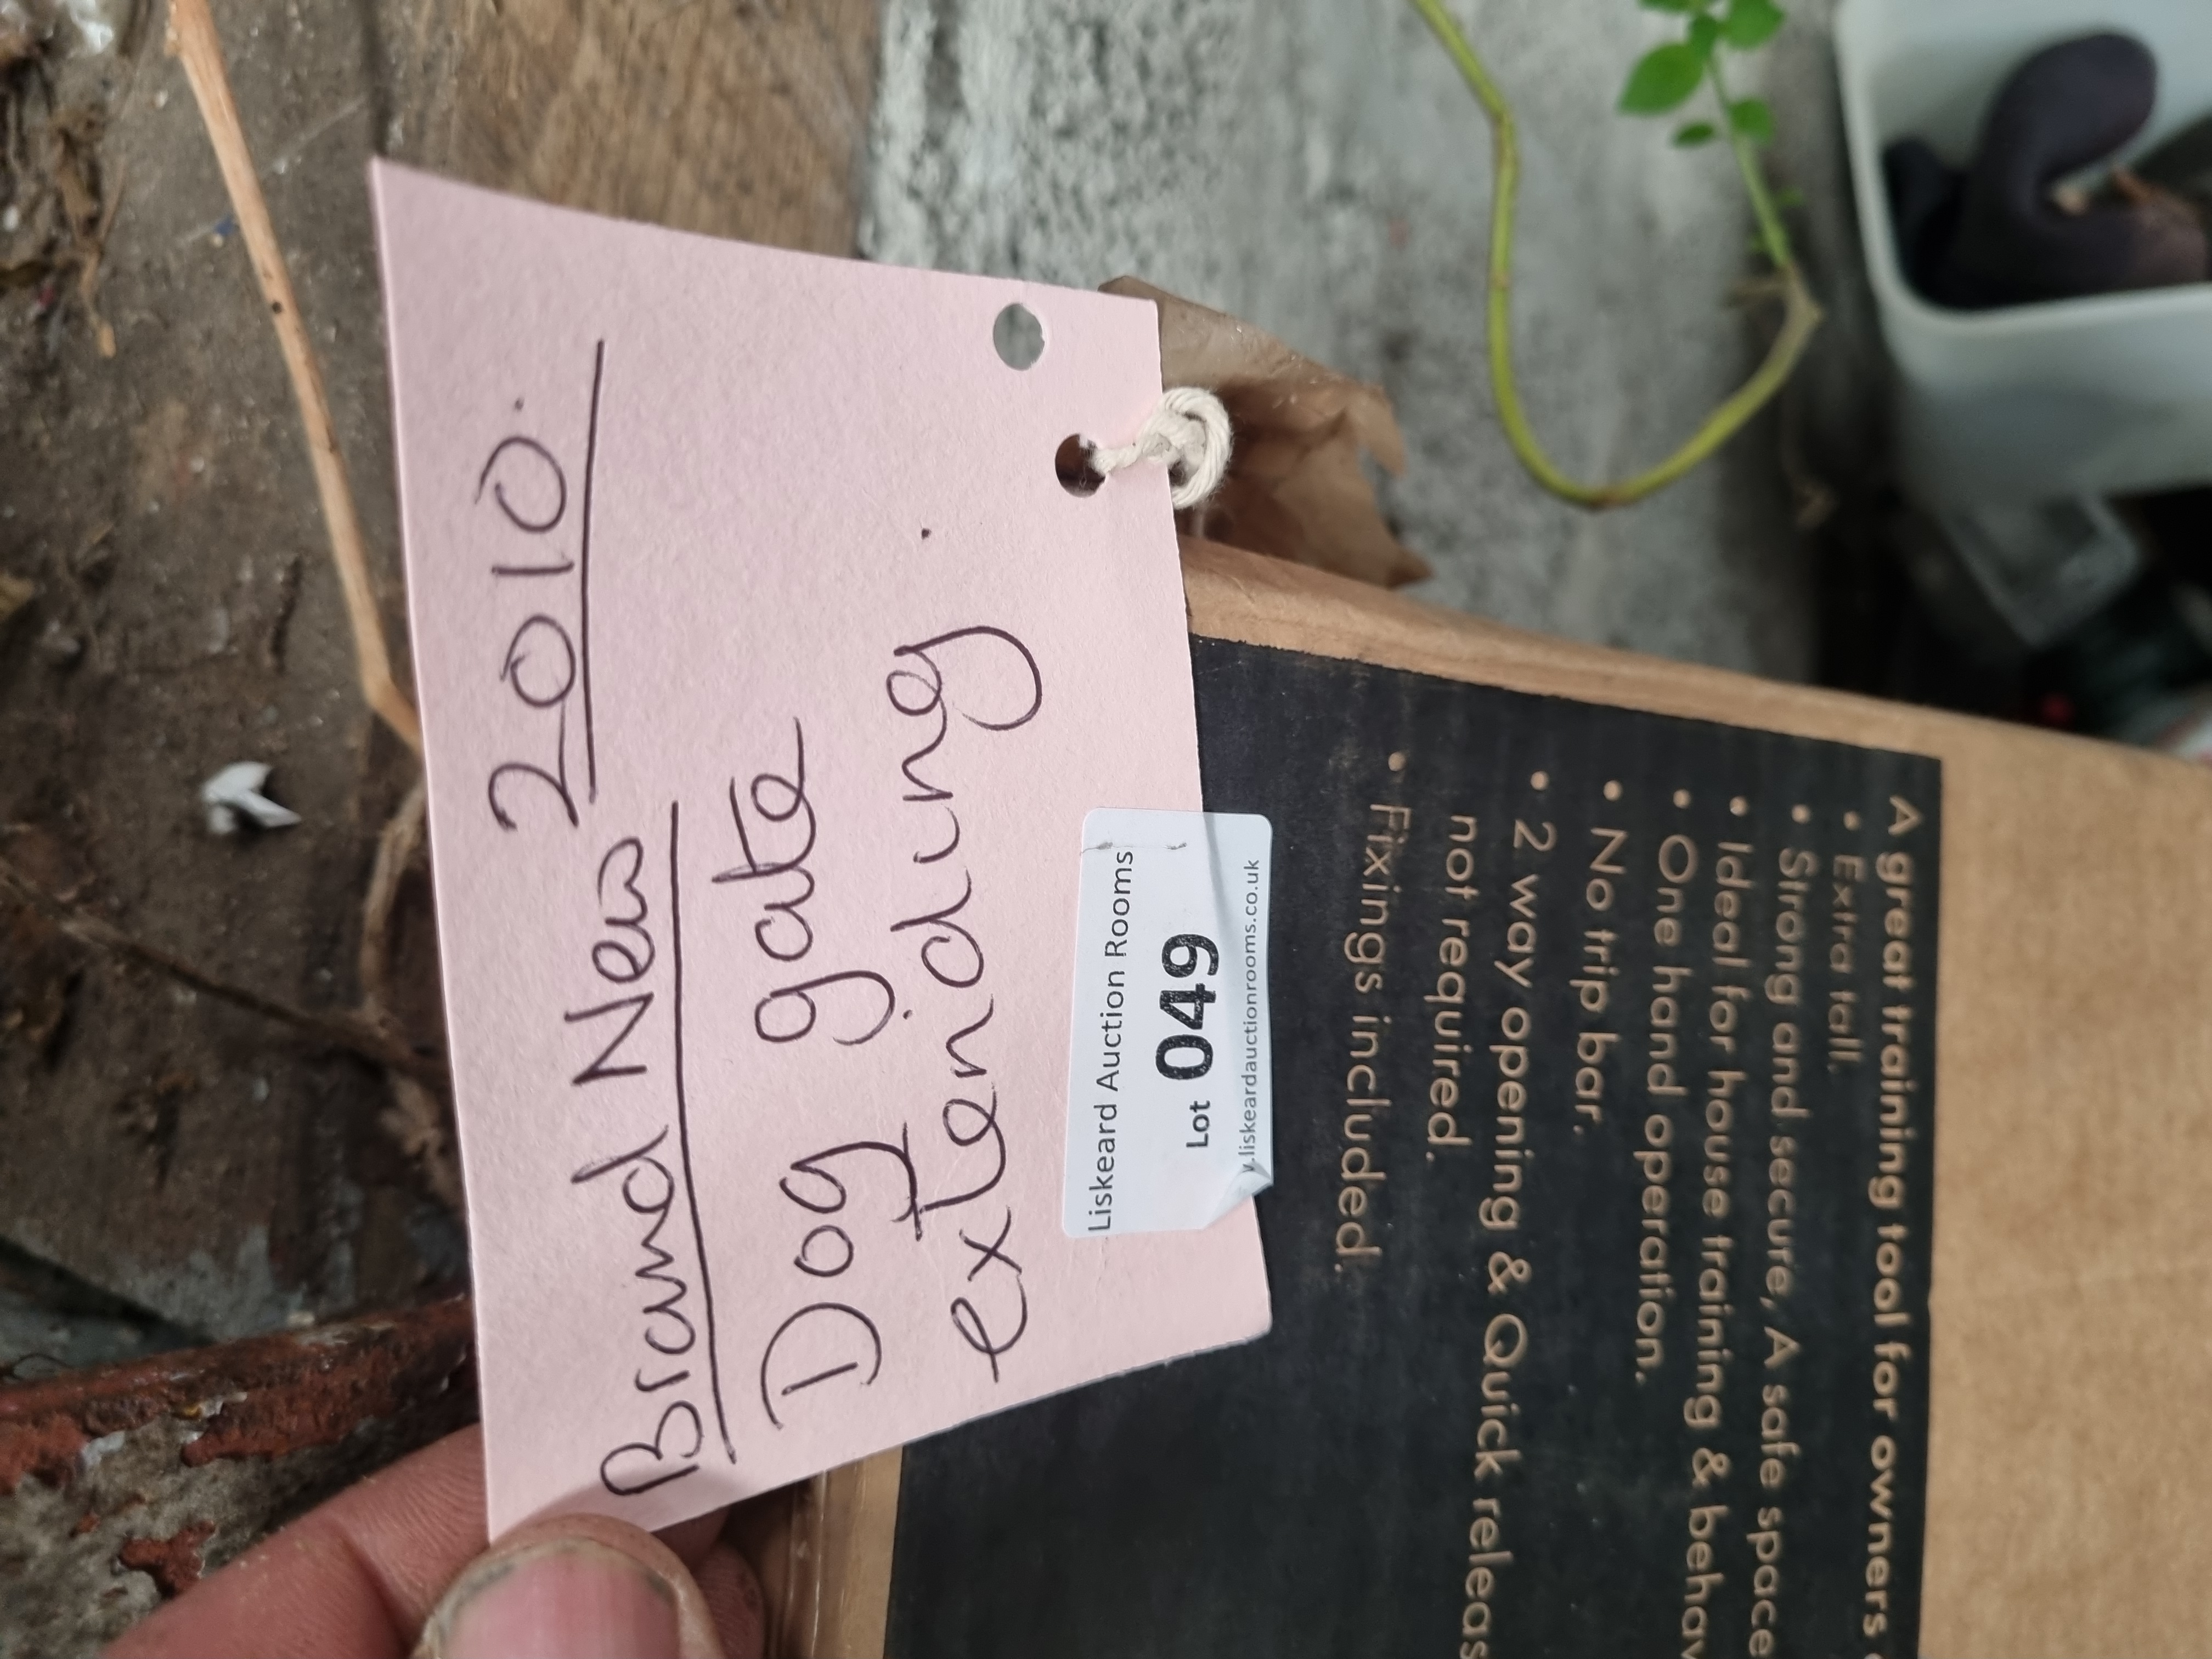 2010.
Brand New
Dog gate
extending.
Liskeard Auction Rooms
Lot 049
.liskeardauctionrooms.co.uk
A great training tool for owners
• Extra tall.
• Strong and secure, A safe space
• Ideal for house training & behav
• One hand operation.
• No trip bar.
• 2 way opening & Quick releas
not required.
• Fixings included.